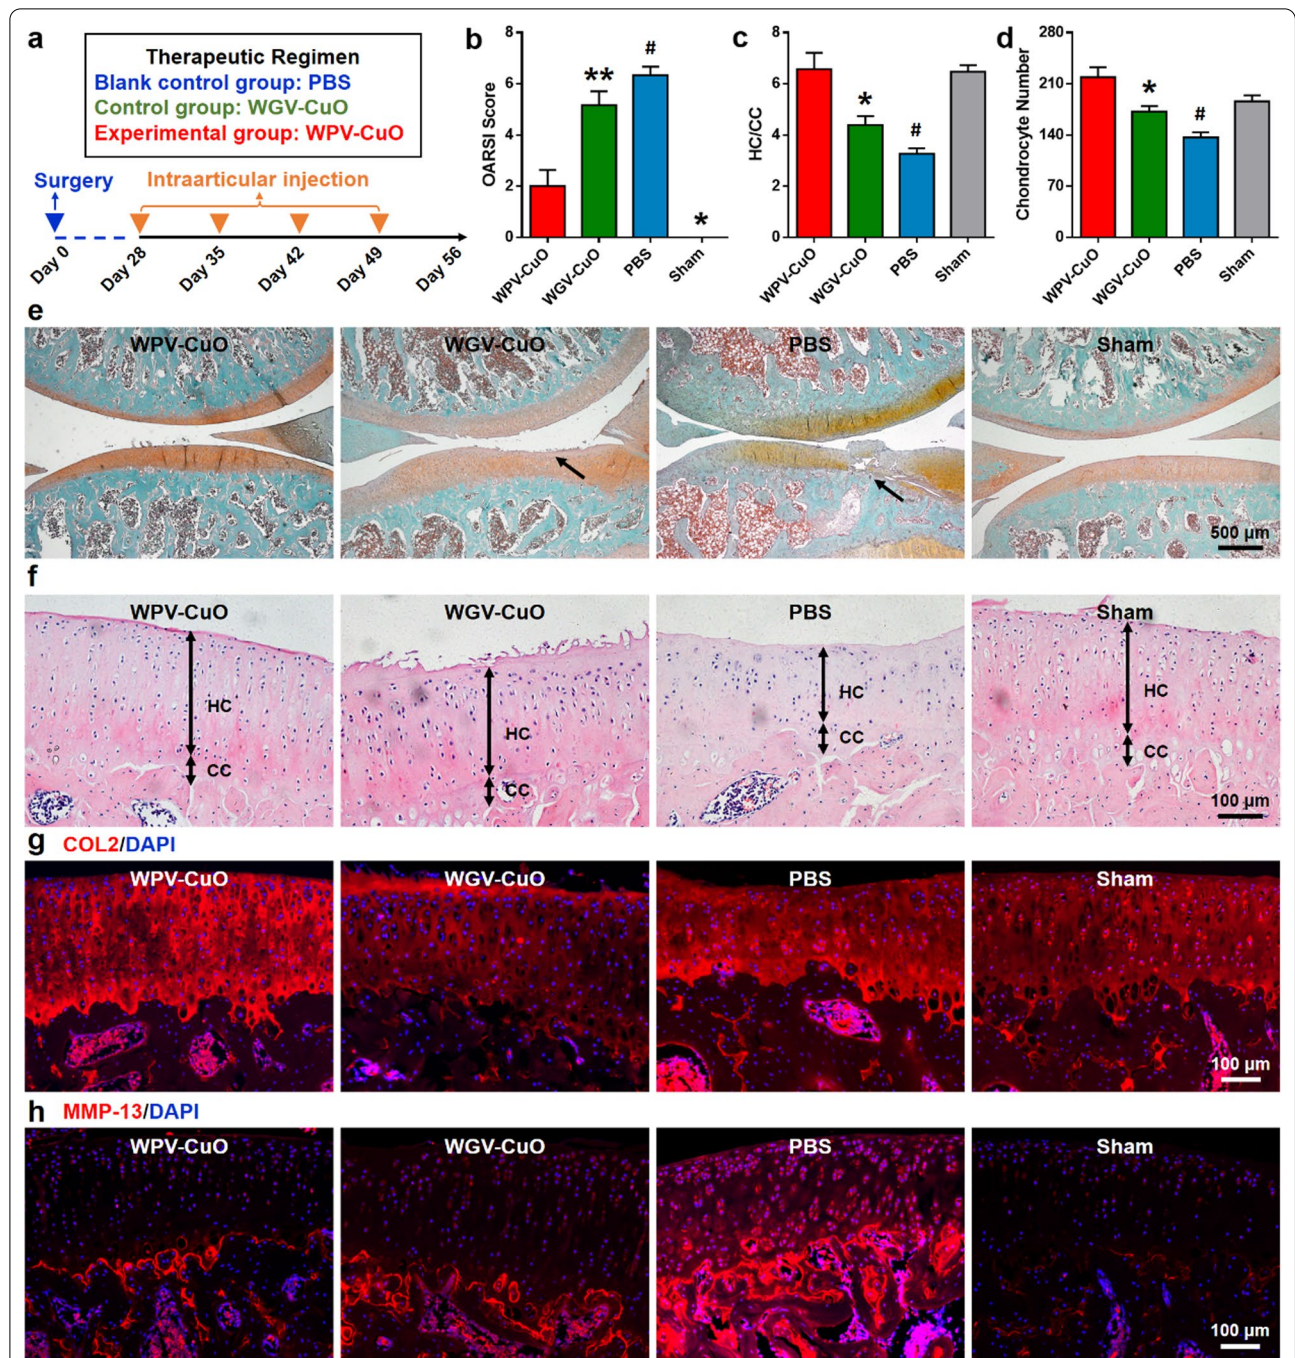 a
Therapeutic Regimen
Blank control group: PBS
Control group: WGV-CuO
Experimental group: WPV-CuO
Surgery
Intraarticular injection
Day 0
Day 28
Day 35
Day 42
Day 49
Day 56
b
OARSI Score
8
6
4
2
0
**
#
*
WPV-CuO
WGV-CuO
PBS
Sham
c
HC/CC
8
6
4
2
0
*
#
WPV-CuO
WGV-CuO
PBS
Sham
d
Chondrocyte Number
280
210
140
70
0
*
#
WPV-CuO
WGV-CuO
PBS
Sham
e
WPV-CuO
WGV-CuO
PBS
Sham
500 µm
f
WPV-CuO
HC
CC
WGV-CuO
HC
CC
PBS
HC
CC
Sham
HC
CC
100 µm
g
COL2/DAPI
WPV-CuO
WGV-CuO
PBS
Sham
100 µm
h
MMP-13/DAPI
WPV-CuO
WGV-CuO
PBS
Sham
100 µm